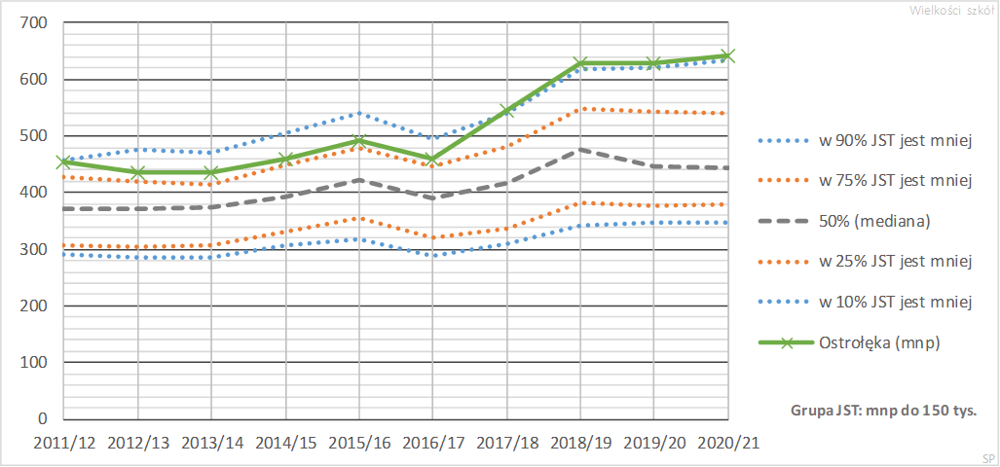 Wielkości szkół
700
600
500
400
300
200
100
0
2011/12 2012/13 2013/14 2014/15 2015/16 2016/17 2017/18 2018/19 2019/20 2020/21
w 90% JST jest mniej
w 75% JST jest mniej
50% (mediana)
w 25% JST jest mniej
w 10% JST jest mniej
Ostrołęka (mnp)
Grupa JST: mnp do 150 tys.
SP